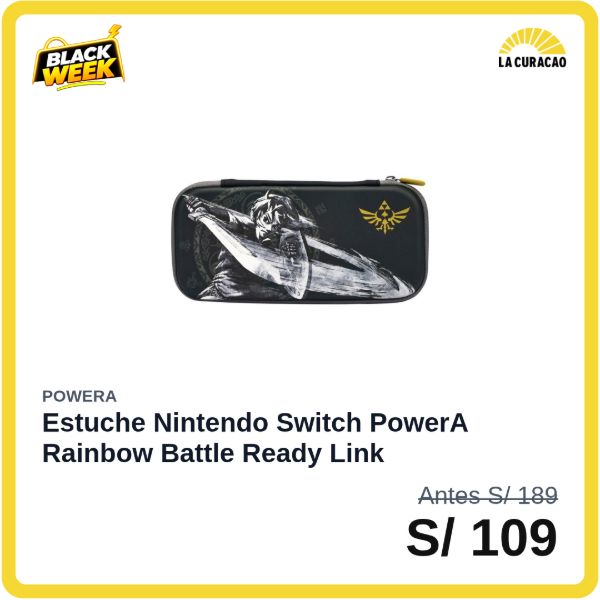 BLACK
WEEK
LA CURACAO
POWERA
Estuche Nintendo Switch PowerA
Rainbow Battle Ready Link
Antes S/ 189
S/ 109